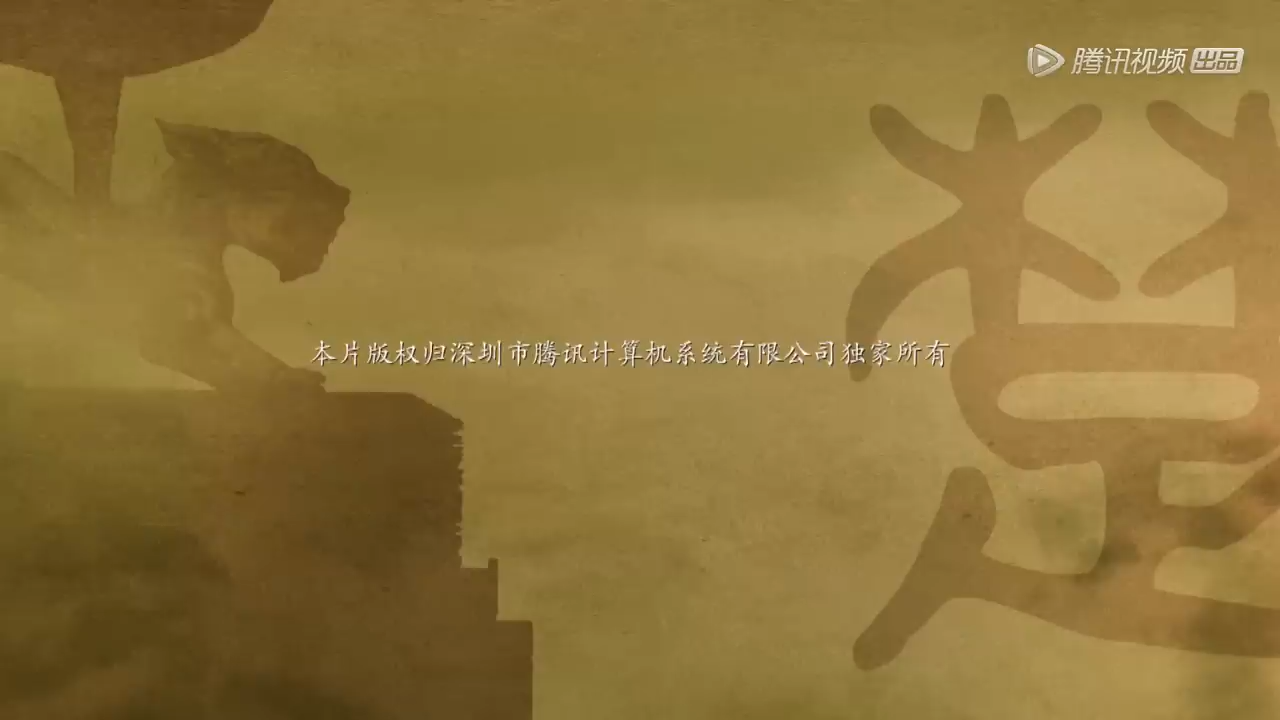 腾讯视频 出品
楚
本片版权归深圳市腾讯计算机系统有限公司独家所有